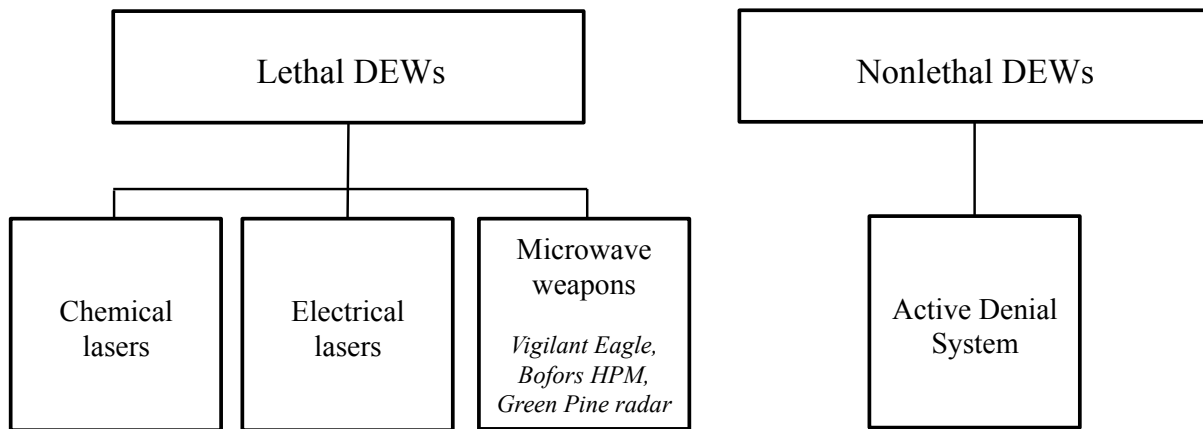 Lethal DEWs
Nonlethal DEWs
Chemical
lasers
Electrical
lasers
Microwave
weapons
Vigilant Eagle,
Bofors HPM,
Green Pine radar
Active Denial
System